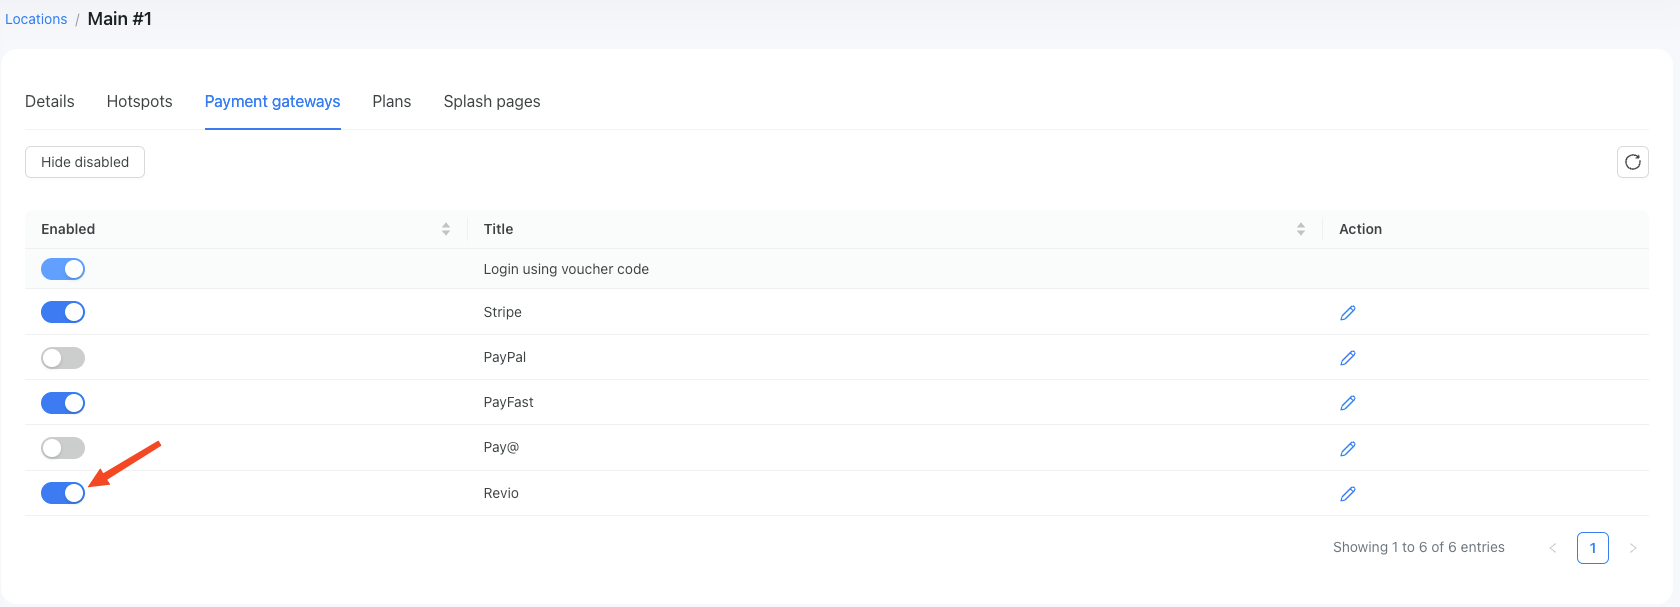 Locations / Main #1
Details Hotspots Payment gateways Plans Splash pages
Hide disabled
Enabled Title Action
Login using voucher code
Stripe
PayPal
PayFast
Pay@
Revio
Showing 1 to 6 of 6 entries < 1 >